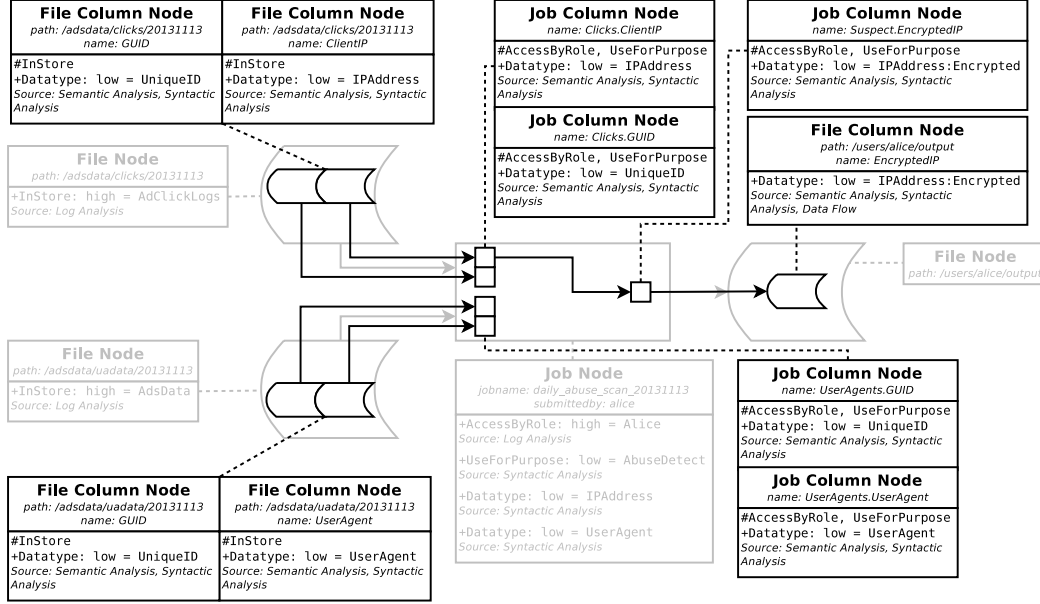 File Column Node
path: /adsdata/clicks/20131113
name: GUID
#InStore
+Datatype: low = UniqueID
Source: Semantic Analysis, Syntactic
Analysis
File Column Node
path: /adsdata/clicks/20131113
name: ClientIP
#InStore
+Datatype: low = IPAddress
Source: Semantic Analysis, Syntactic
Analysis
Job Column Node
name: Clicks.ClientIP
#AccessByRole, UseForPurpose
+Datatype: low = IPAddress
Source: Semantic Analysis, Syntactic
Analysis
Job Column Node
name: Clicks.GUID
#AccessByRole, UseForPurpose
+Datatype: low = UniqueID
Source: Semantic Analysis, Syntactic
Analysis
Job Column Node
name: Suspect.EncryptedIP
#AccessByRole, UseForPurpose
+Datatype: low = IPAddress:Encrypted
Source: Semantic Analysis, Syntactic
Analysis
File Column Node
path: /users/alice/output
name: EncryptedIP
+Datatype: low = IPAddress:Encrypted
Source: Semantic Analysis, Syntactic
Analysis, Data Flow
File Node
path: /adsdata/clicks/20131113
+InStore: high = AdClickLogs
Source: Log Analysis
File Node
path: /users/alice/output
File Node
path: /adsdata/uadata/20131113
+InStore: high = AdsData
Source: Log Analysis
Job Node
jobname: daily_abuse_scan_20131113
submittedby: alice
+AccessByRole: high = Alice
Source: Log Analysis
+UseForPurpose: low = AbuseDetect
Source: Syntactic Analysis
+Datatype: low = IPAddress
Source: Syntactic Analysis
+Datatype: low = UserAgent
Source: Syntactic Analysis
Job Column Node
name: UserAgents.GUID
#AccessByRole, UseForPurpose
+Datatype: low = UniqueID
Source: Semantic Analysis, Syntactic
Analysis
Job Column Node
name: UserAgents.UserAgent
#AccessByRole, UseForPurpose
+Datatype: low = UserAgent
Source: Semantic Analysis, Syntactic
Analysis
File Column Node
path: /adsdata/uadata/20131113
name: GUID
#InStore
+Datatype: low = UniqueID
Source: Semantic Analysis, Syntactic
Analysis
File Column Node
path: /adsdata/uadata/20131113
name: UserAgent
#InStore
+Datatype: low = UserAgent
Source: Semantic Analysis, Syntactic
Analysis